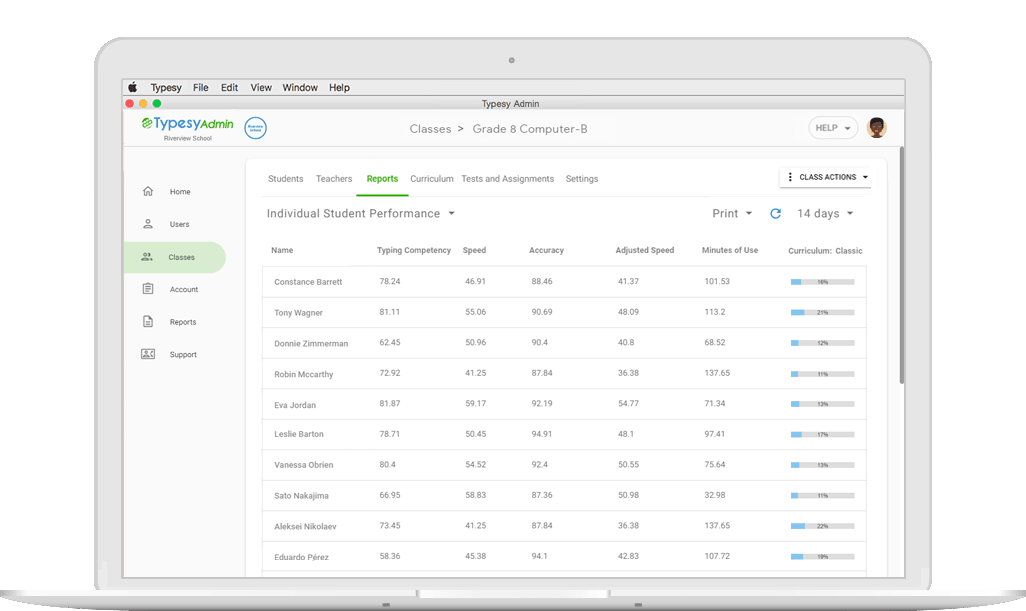 Typesy File Edit View Window Help
Typesy Admin
TypesyAdmin
Riverview School
Riverview School
Classes > Grade 8 Computer-B
HELP
Students Teachers Reports Curriculum Tests and Assignments Settings
CLASS ACTIONS
Home
Users
Classes
Account
Reports
Support
Individual Student Performance
Print 14 days
Name Typing Competency Speed Accuracy Adjusted Speed Minutes of Use Curriculum: Classic
Constance Barrett 78.24 46.91 88.46 41.37 101.53 16%
Tony Wagner 81.11 55.06 90.69 48.09 113.2 21%
Donnie Zimmerman 62.45 50.96 90.4 40.8 68.52 12%
Robin Mccarthy 72.92 41.25 87.84 36.38 137.65 11%
Eva Jordan 81.87 59.17 92.19 54.77 71.34 13%
Leslie Barton 78.71 50.45 94.91 48.1 97.41 17%
Vanessa Obrien 80.4 54.52 92.4 50.55 75.64 13%
Sato Nakajima 66.95 58.83 87.36 50.98 32.98 11%
Aleksei Nikolaev 73.45 41.25 87.84 36.38 137.65 22%
Eduardo Pérez 58.36 45.38 94.1 42.83 107.72 19%